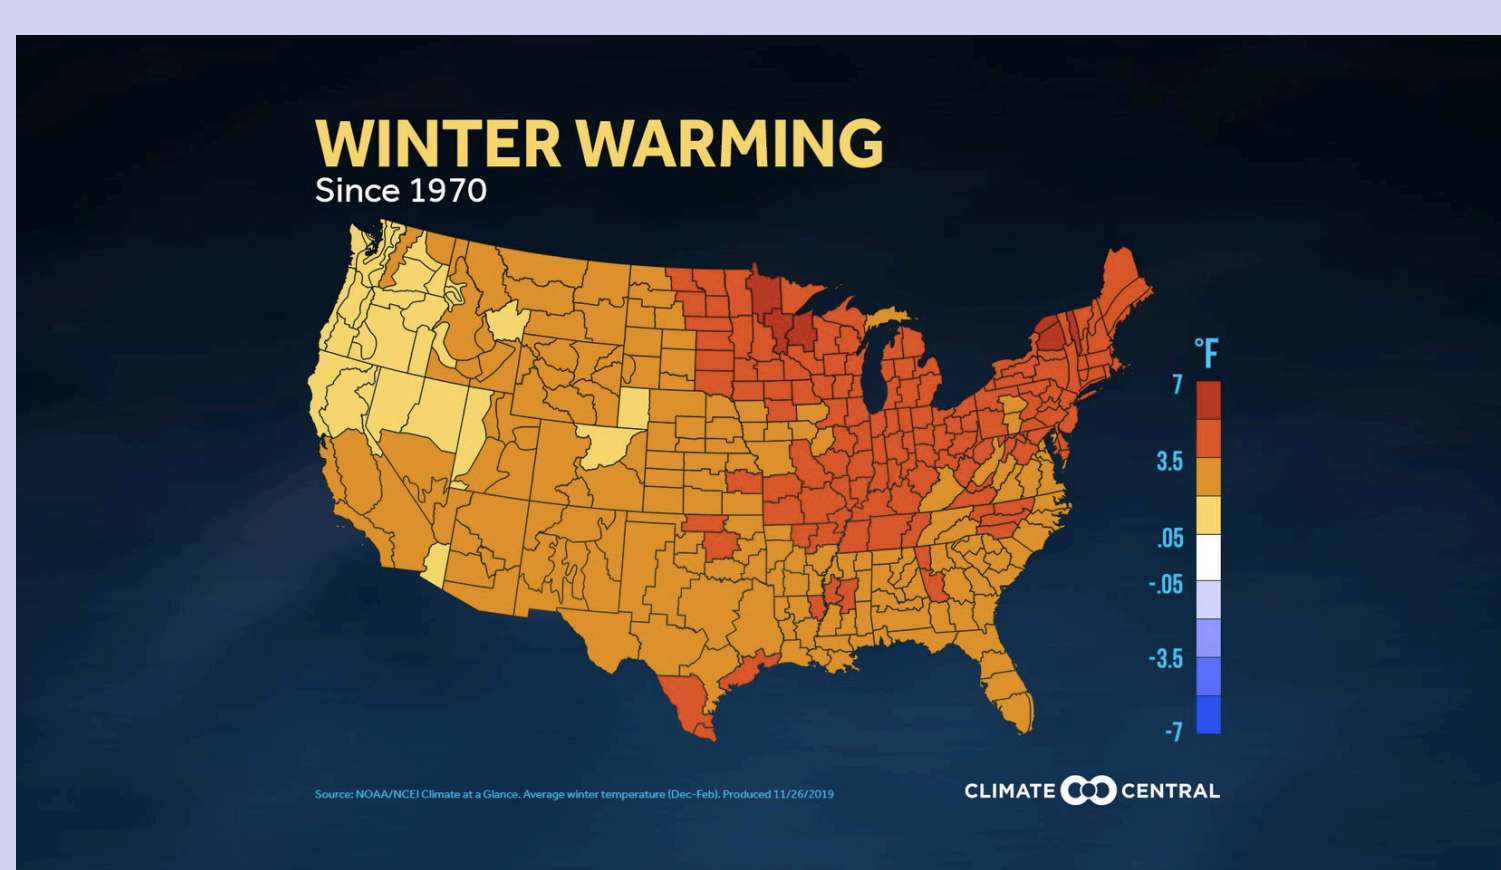 WINTER WARMING
Since 1970
°F
7
3.5
.05
-.05
-3.5
-7
Source: NOAA/NCEI Climate at a Glance. Average winter temperature (Dec-Feb). Produced 11/26/2019
CLIMATE CENTRAL